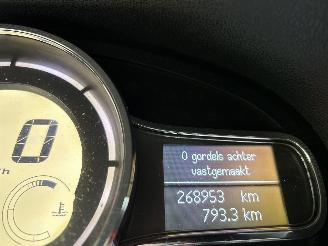 0
h
0 gordels achter
vastgemaakt
268953 km
793.3 km